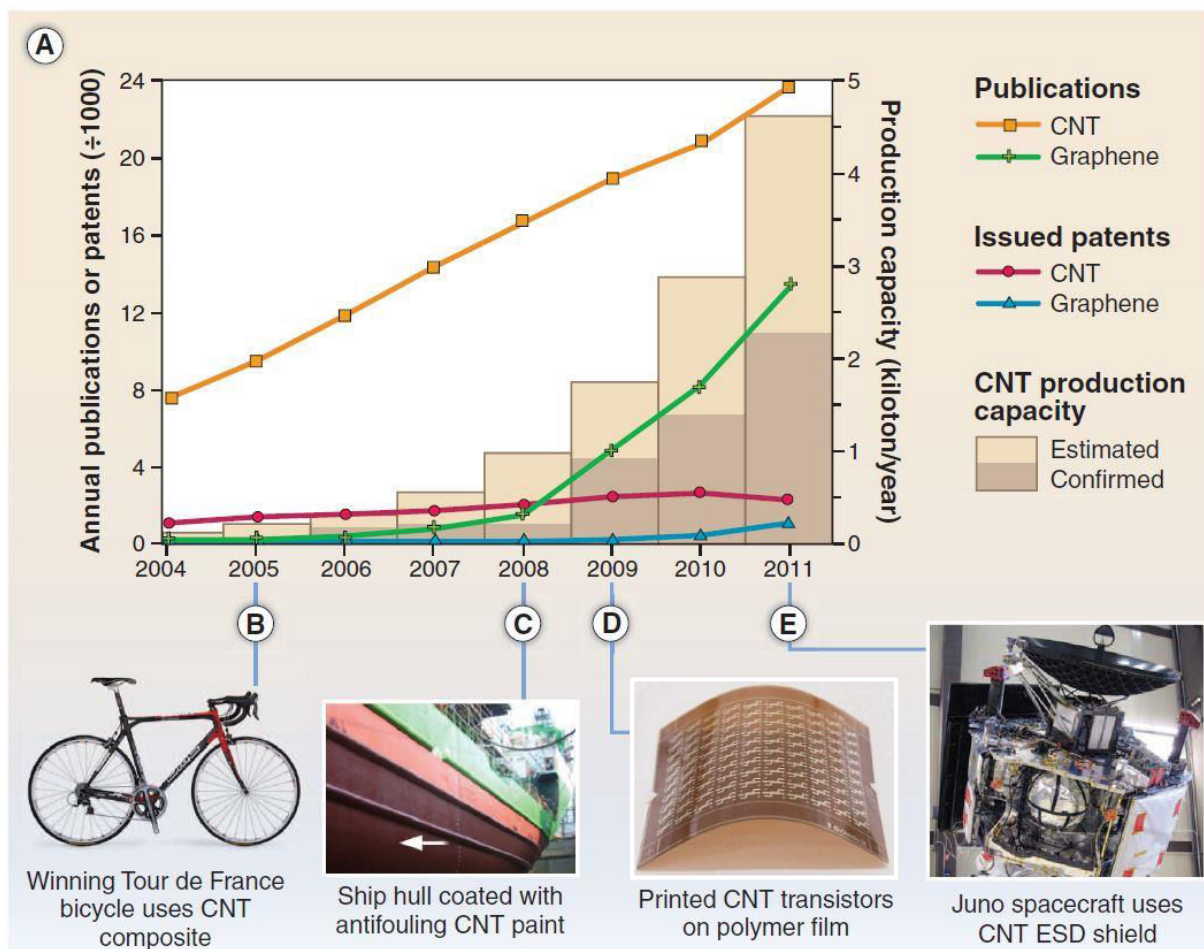 A
Annual publications or patents (÷1000)
24
20
16
12
8
4
0
5
4
3
2
1
0
Production capacity (kiloton/year)
2004 2005 2006 2007 2008 2009 2010 2011
Publications
CNT
Graphene
Issued patents
CNT
Graphene
CNT production
capacity
Estimated
Confirmed
B
C
D
E
Winning Tour de France
bicycle uses CNT
composite
Ship hull coated with
antifouling CNT paint
Printed CNT transistors
on polymer film
Juno spacecraft uses
CNT ESD shield